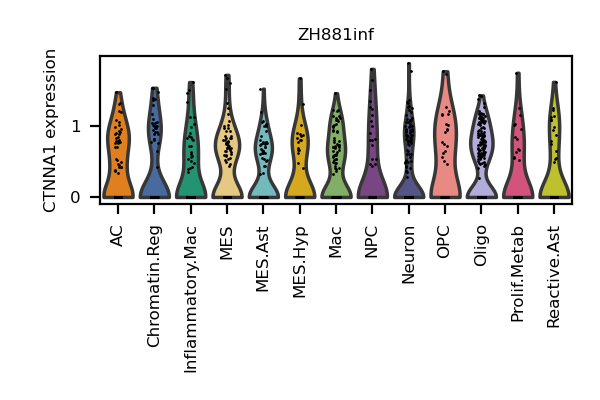 ZH881inf
CTNNA1 expression
1
0
AC
Chromatin.Reg
Inflammatory.Mac
MES
MES.Ast
MES.Hyp
Mac
NPC
Neuron
OPC
Oligo
Prolif.Metab
Reactive.Ast